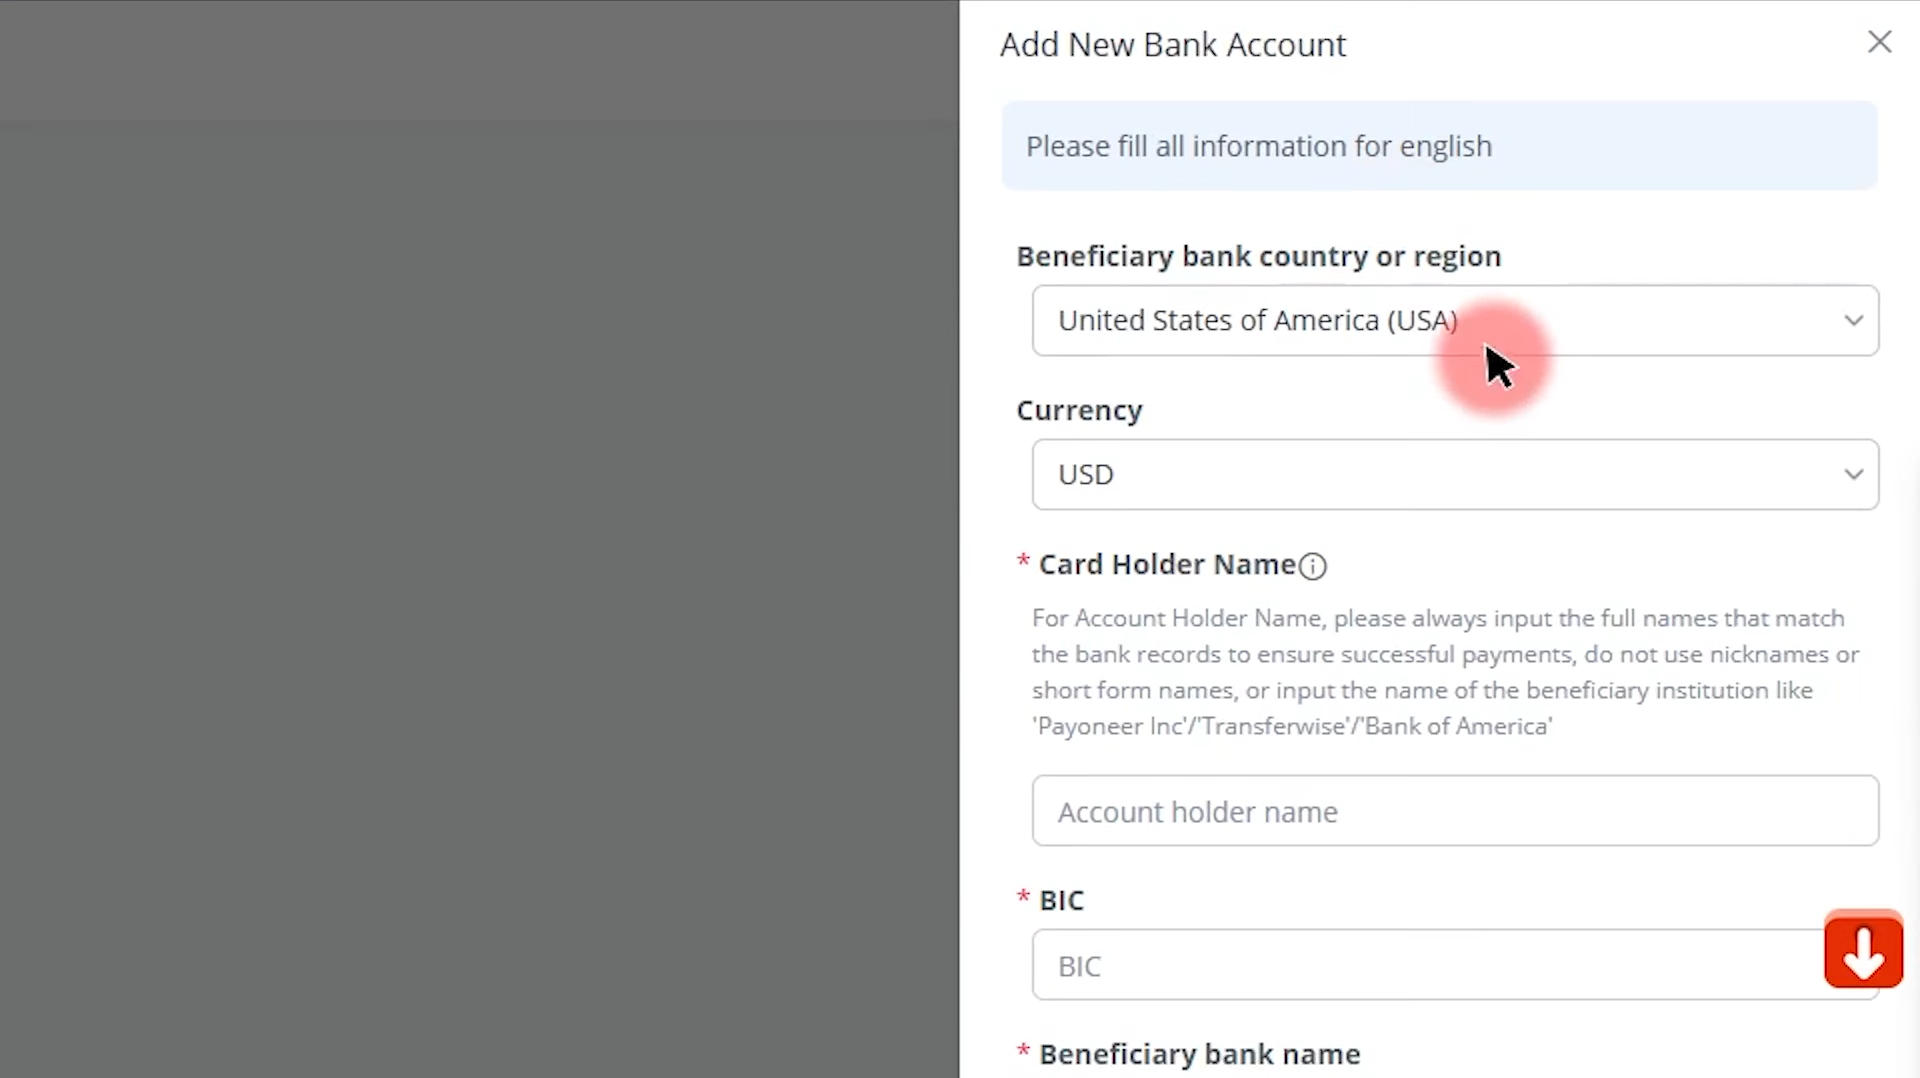 Add New Bank Account
Please fill all information for english
Beneficiary bank country or region
United States of America (USA)
Currency
USD
* Card Holder Name
For Account Holder Name, please always input the full names that match
the bank records to ensure successful payments, do not use nicknames or
short form names, or input the name of the beneficiary institution like
'Payoneer Inc'/'Transferwise'/'Bank of America'
Account holder name
* BIC
BIC
* Beneficiary bank name